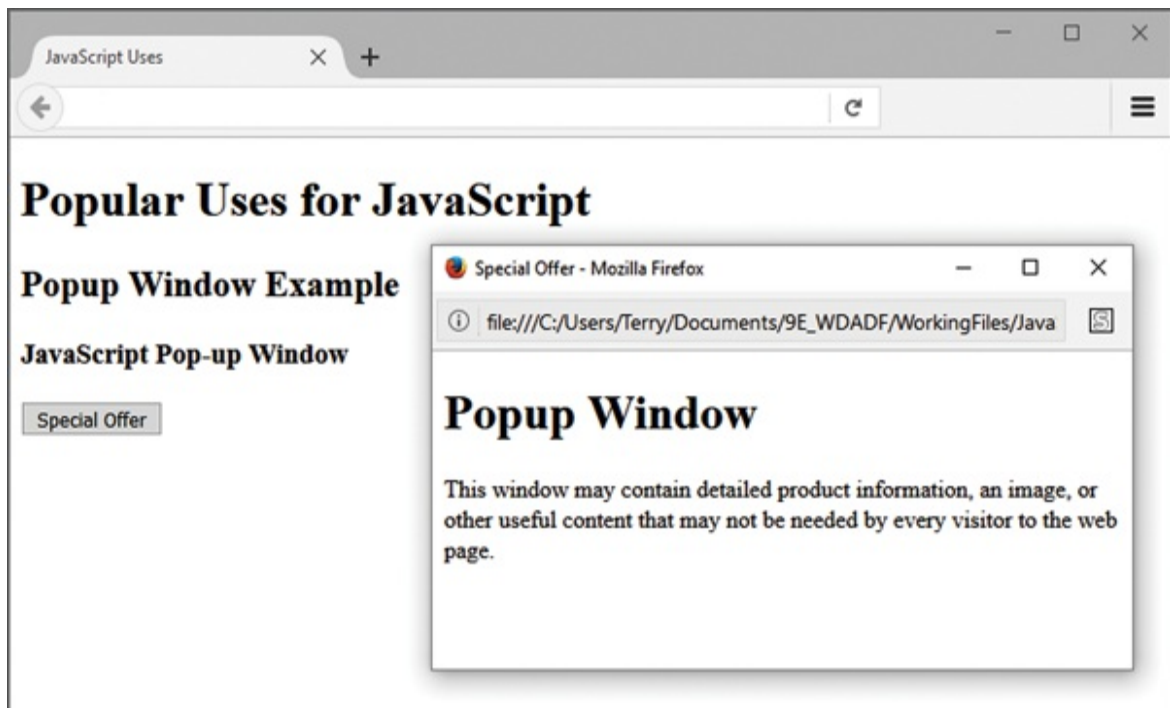 JavaScript Uses
Popular Uses for JavaScript
Popup Window Example
JavaScript Pop-up Window
Special Offer
Special Offer - Mozilla Firefox
file:///C:/Users/Terry/Documents/9E_WDADF/WorkingFiles/Java
Popup Window
This window may contain detailed product information, an image, or
other useful content that may not be needed by every visitor to the web
page.